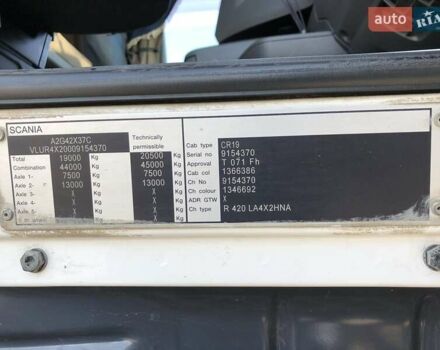 auto RIA
SCANIA
A2G42X37C
VLUR4X20009154370
Technically permissible
Total 19000 Kg 20500 Kg
Combination 44000 Kg 45000 Kg
Axle 1- 7500 Kg 7500 Kg
Axle 2- 13000 Kg 13000 Kg
Axle 3- X Kg X Kg
Axle 4- X Kg X Kg
Axle 5- X Kg X Kg
Cab type CR19
Serial no 9154370
Approval T 071 Fh
Cab col 1366386
Ch No 9154370
Ch colour 1346692
ADR GTW X
Ch type R 420 LA4X2HNA